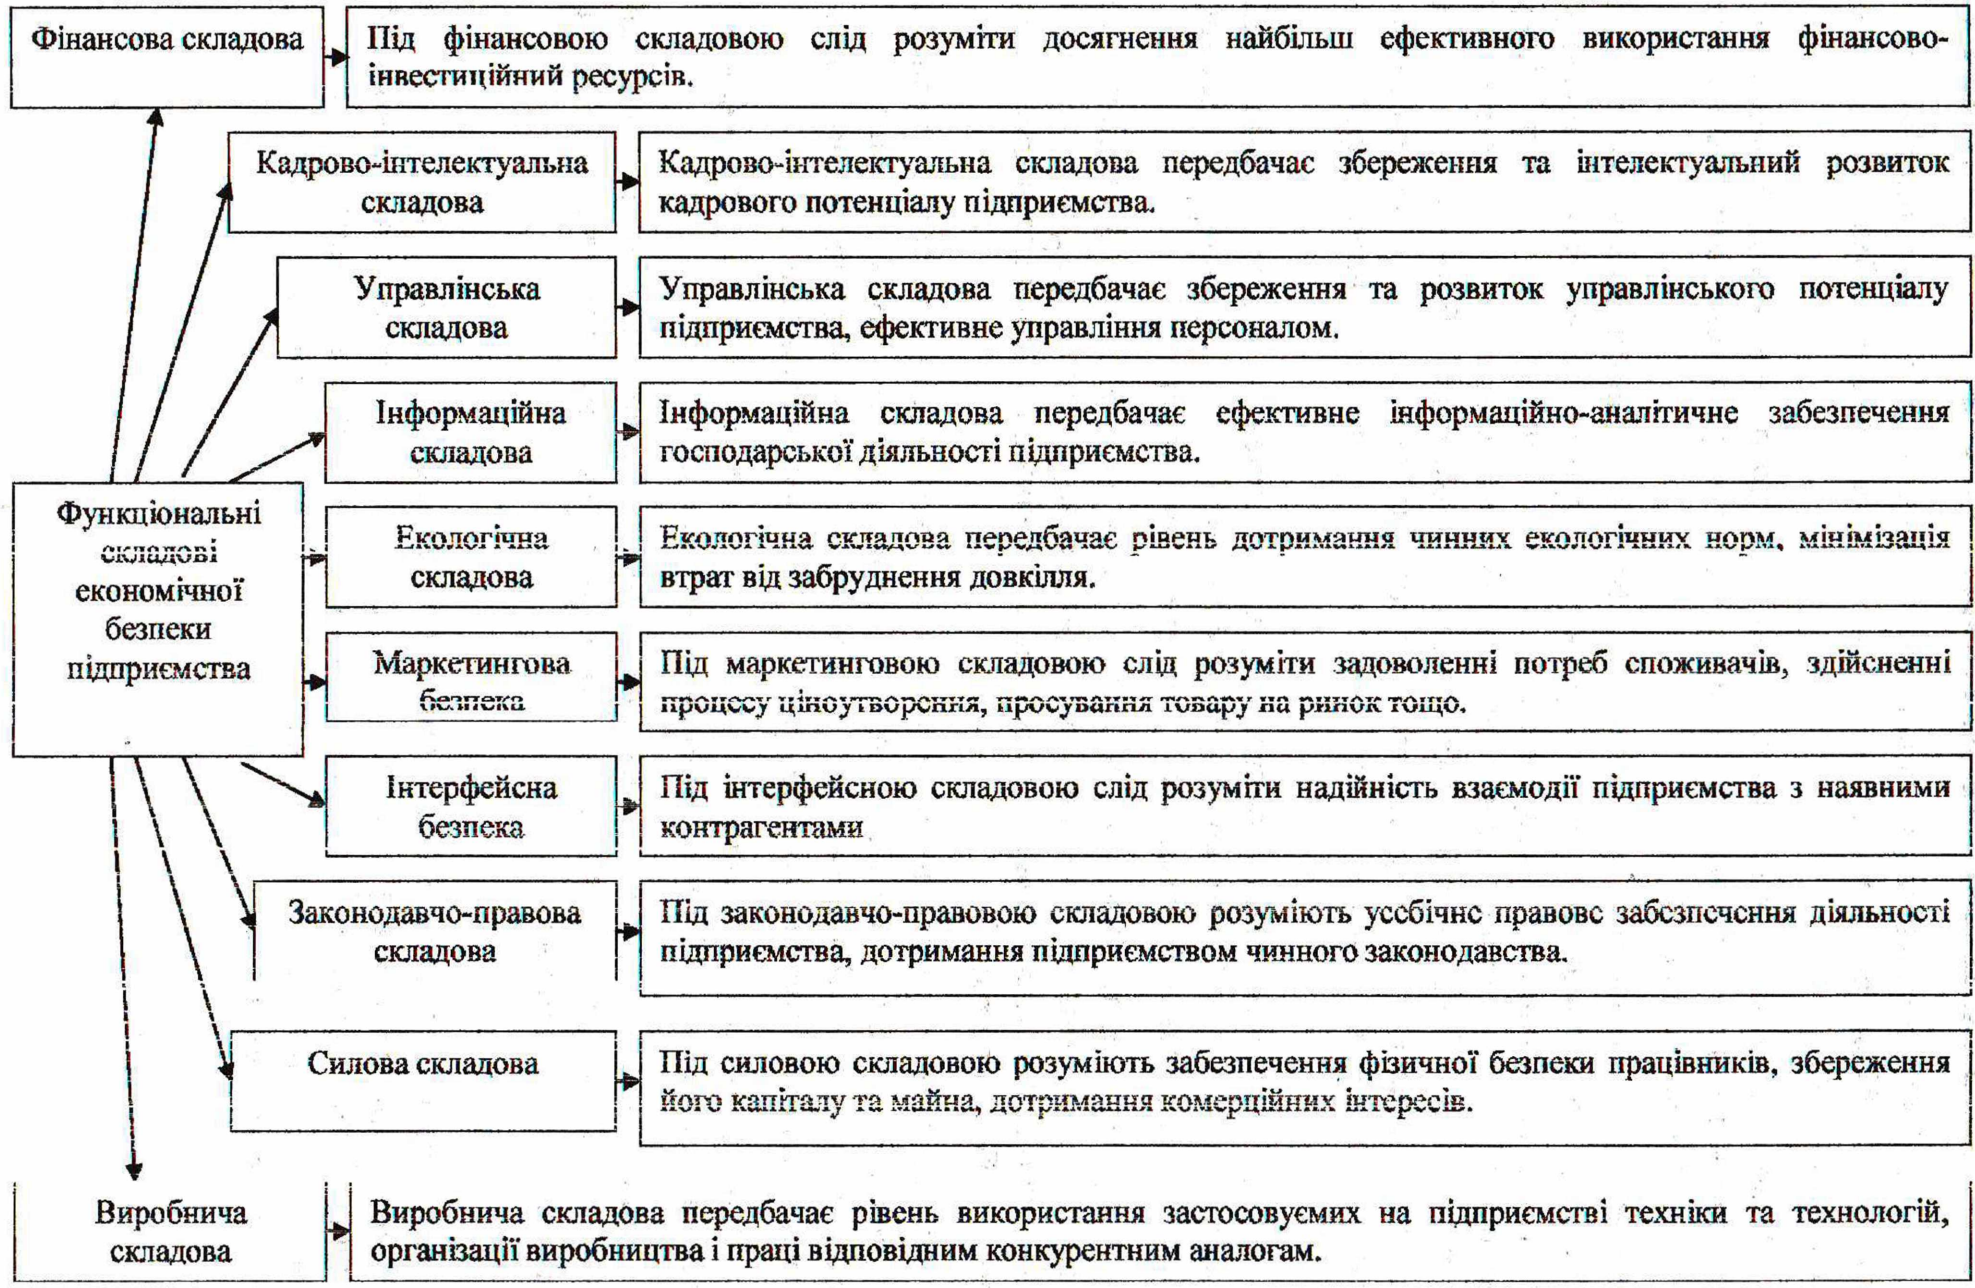 Фінансова складова
Під фінансовою складовою слід розуміти досягнення найбільш ефективного використання фінансово-
інвестиційний ресурсів.
Кадрово-інтелектуальна
складова
Кадрово-інтелектуальна складова передбачає збереження та інтелектуальний розвиток
кадрового потенціалу підприємства.
Управлінська
складова
Управлінська складова передбачає збереження та розвиток управлінського потенціалу
підприємства, ефективне управління персоналом.
Інформаційна
складова
Інформаційна складова передбачає ефективне інформаційно-аналітичне забезпечення
господарської діяльності підприємства.
Функціональні
складові
економічної
безпеки
підприємства
Екологічна
складова
Екологічна складова передбачає рівень дотримання чинних екологічних норм, мінімізація
втрат від забруднення довкілля.
Маркетингова
безпека
Під маркетинговою складовою слід розуміти задоволенні потреб споживачів, здійсненні
процесу ціноутворення, просування товару на ринок тощо.
Інтерфейсна
безпека
Під інтерфейсною складовою слід розуміти надійність взаємодії підприємства з наявними
контрагентами
Законодавчо-правова
складова
Під законодавчо-правовою складовою розуміють усебічне правове забезпечення діяльності
підприємства, дотримання підприємством чинного законодавства.
Силова складова
Під силовою складовою розуміють забезпечення фізичної безпеки працівників, збереження
його капіталу та майна, дотримання комерційних інтересів.
Виробнича
складова
Виробнича складова передбачає рівень використання застосовуємих на підприємстві техніки та технологій,
організації виробництва і праці відповідним конкурентним аналогам.